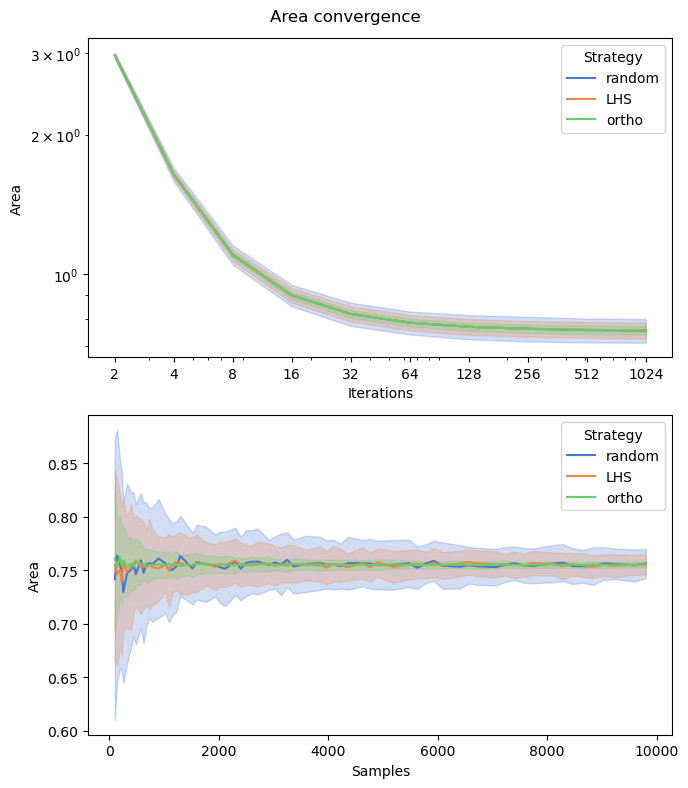 Area convergence
3 × 10⁰
2 × 10⁰
10⁰
Area
Strategy
random
LHS
ortho
2 4 8 16 32 64 128 256 512 1024
Iterations
0.85
0.80
0.75
0.70
0.65
0.60
Area
Strategy
random
LHS
ortho
0 2000 4000 6000 8000 10000
Samples